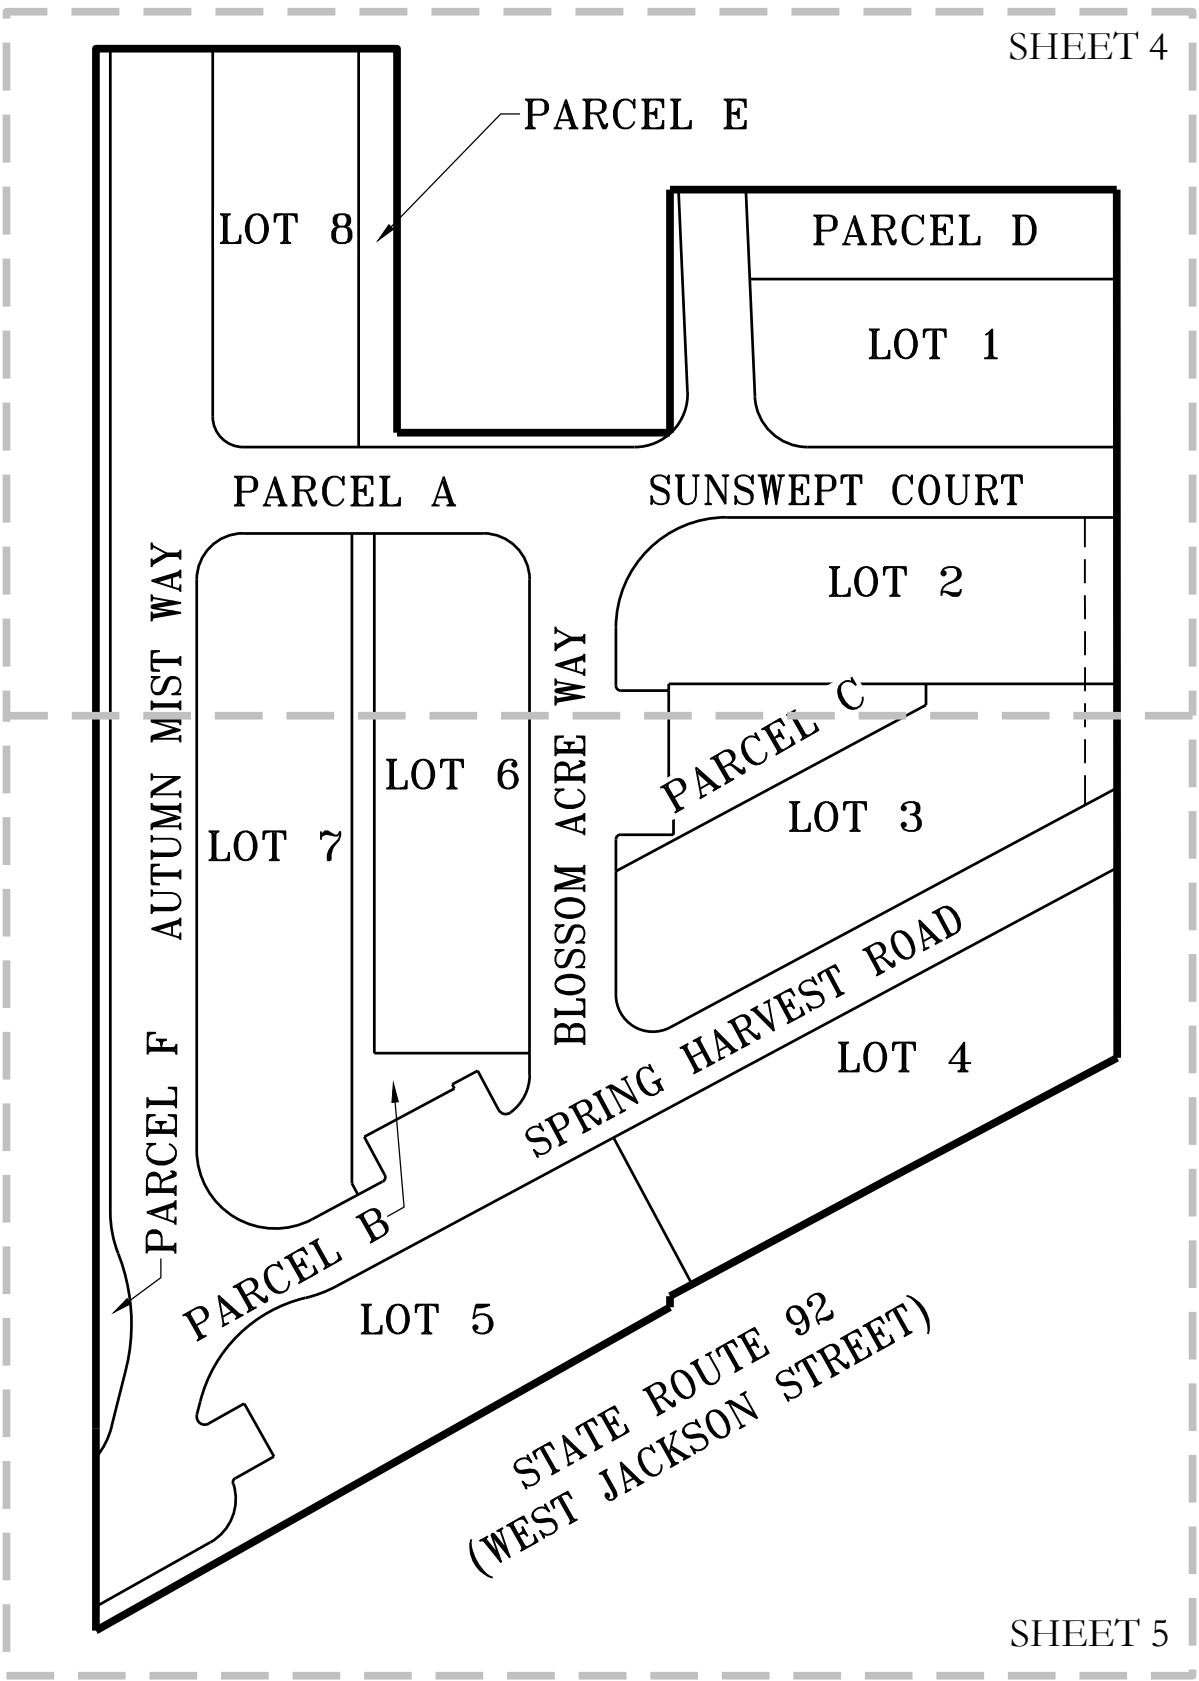 SHEET 4
PARCEL E
LOT 8
PARCEL D
LOT 1
PARCEL A
SUNSWEPT COURT
LOT 2
AUTUMN MIST WAY
BLOSSOM ACRE WAY
PARCEL C
LOT 6
LOT 3
LOT 7
SPRING HARVEST ROAD
LOT 4
PARCEL F
PARCEL B
LOT 5
STATE ROUTE 92
(WEST JACKSON STREET)
SHEET 5